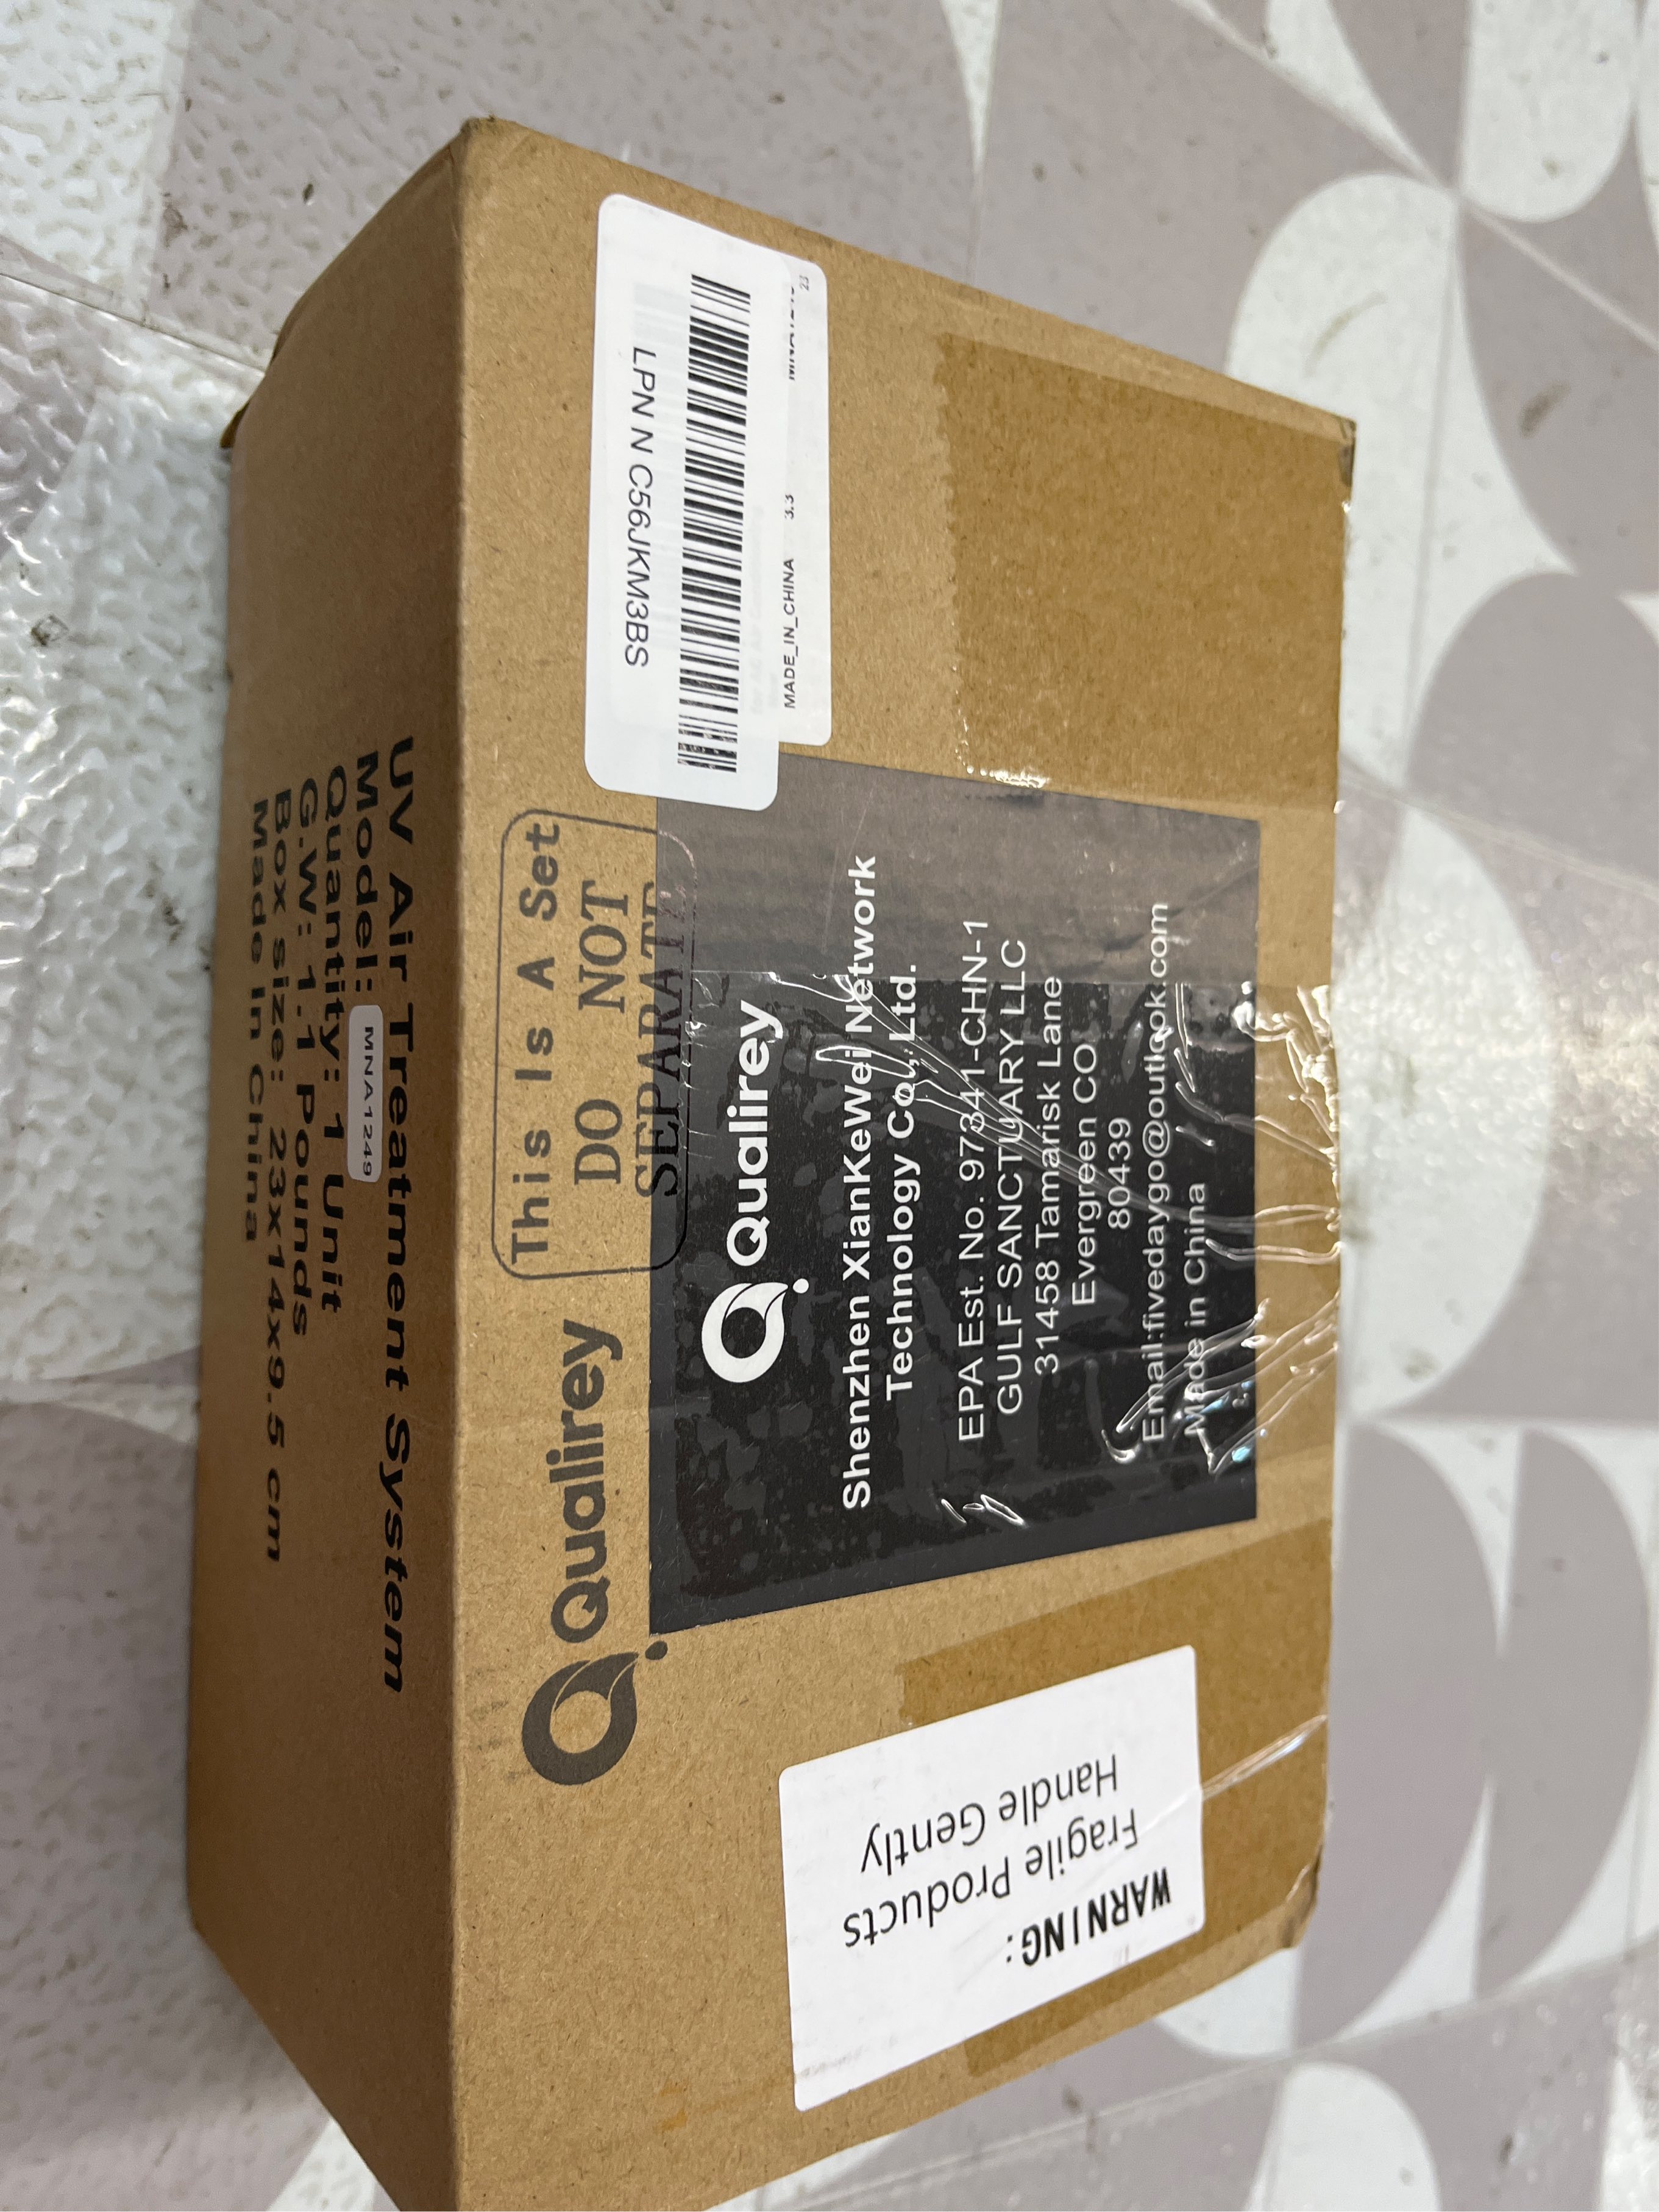 UV Air Treatment System
Model: MNA1249
Quantity: 1 Unit
G.W: 1.1 Pounds
Box size: 23x14x9.5 cm
Made In China
Qualirey
This Is A Set
DO NOT
SEPARATE
LPN N C56JKM3BS
MADE_IN_CHINA 3.3
23
Qualirey
Shenzhen XianKeWei Network
Technology Co., Ltd.
EPA Est. No. 97341-CHN-1
GULF SANCTUARY LLC
31458 Tamarisk Lane
Evergreen CO
80439
Email:fivedaygo@outlook.com
Made in China
WARNING:
Fragile Products
Handle Gently